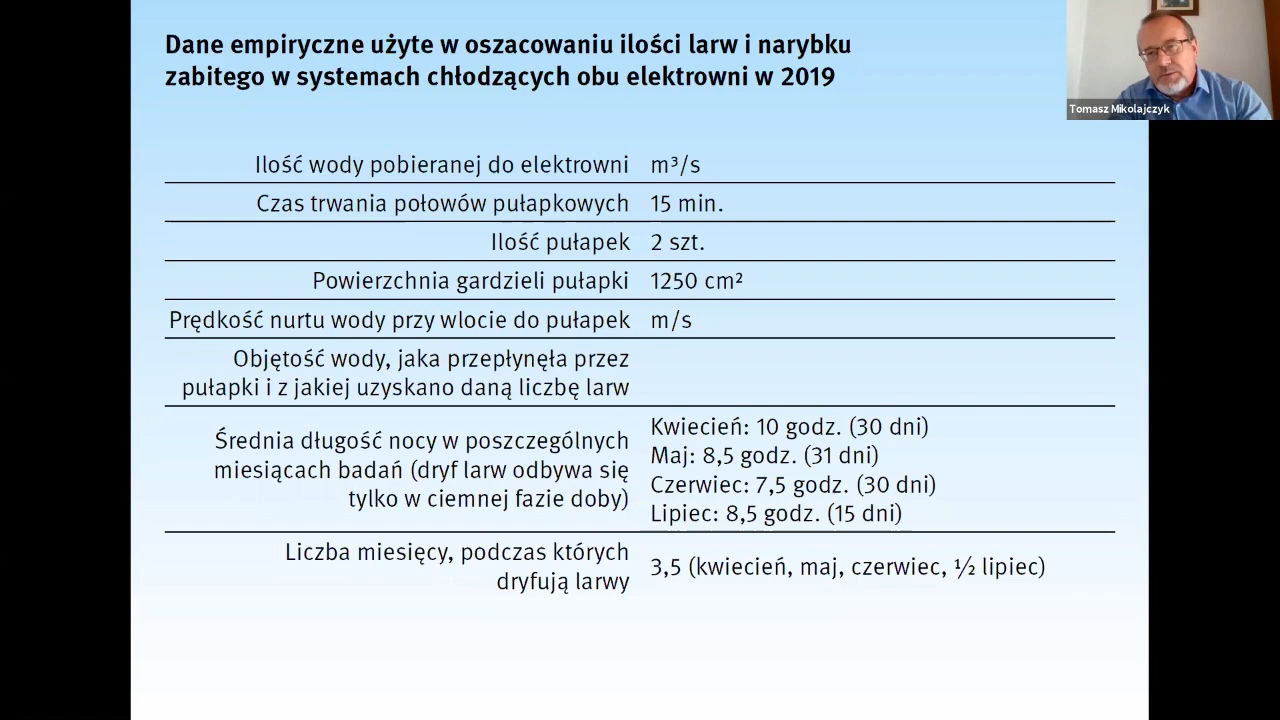 Dane empiryczne użyte w oszacowaniu ilości larw i narybku
zabitego w systemach chłodzących obu elektrowni w 2019
Tomasz Mikolajczyk
Ilość wody pobieranej do elektrowni m³/s
Czas trwania połowów pułapkowych 15 min.
Ilość pułapek 2 szt.
Powierzchnia gardzieli pułapki 1250 cm²
Prędkość nurtu wody przy wlocie do pułapek m/s
Objętość wody, jaka przepłynęła przez
pułapki i z jakiej uzyskano daną liczbę larw
Średnia długość nocy w poszczególnych
miesiącach badań (dryf larw odbywa się
tylko w ciemnej fazie doby)
Kwiecień: 10 godz. (30 dni)
Maj: 8,5 godz. (31 dni)
Czerwiec: 7,5 godz. (30 dni)
Lipiec: 8,5 godz. (15 dni)
Liczba miesięcy, podczas których
dryfują larwy
3,5 (kwiecień, maj, czerwiec, ½ lipiec)